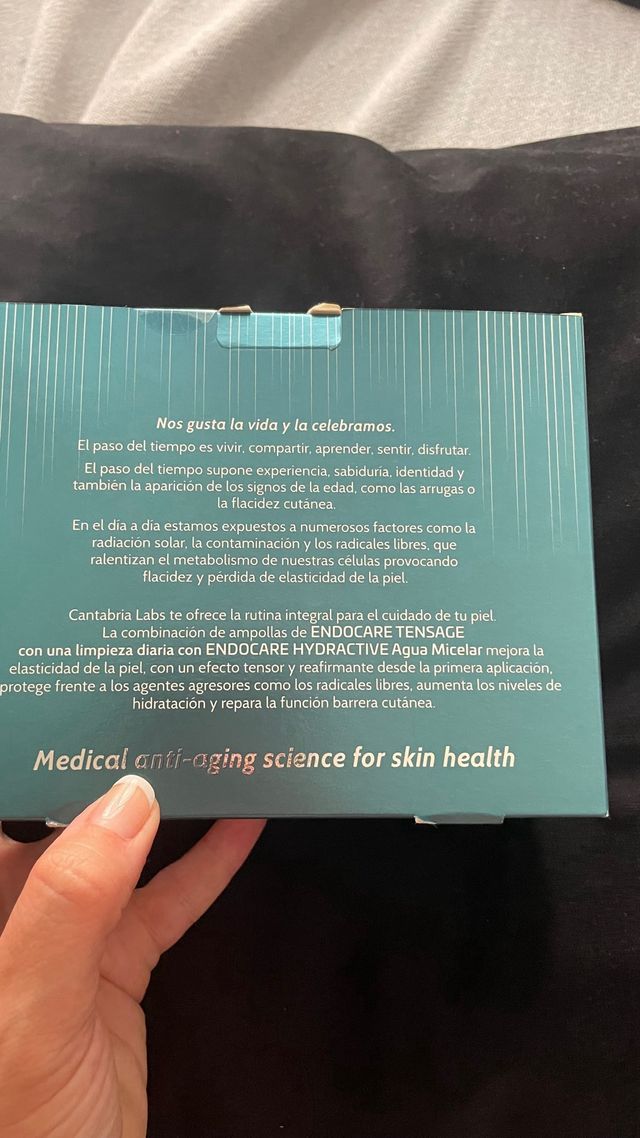 Nos gusta la vida y la celebramos.
El paso del tiempo es vivir, compartir, aprender, sentir, disfrutar.
El paso del tiempo supone experiencia, sabiduría, identidad y
también la aparición de los signos de la edad, como las arrugas o
la flacidez cutánea.
En el día a día estamos expuestos a numerosos factores como la
radiación solar, la contaminación y los radicales libres, que
ralentizan el metabolismo de nuestras células provocando
flacidez y pérdida de elasticidad de la piel.
Cantabria Labs te ofrece la rutina integral para el cuidado de tu piel.
La combinación de ampollas de ENDOCARE TENSAGE
con una limpieza diaria con ENDOCARE HYDRACTIVE Agua Micelar mejora la
elasticidad de la piel, con un efecto tensor y reafirmante desde la primera aplicación,
protege frente a los agentes agresores como los radicales libres, aumenta los niveles de
hidratación y repara la función barrera cutánea.
Medical anti-aging science for skin health